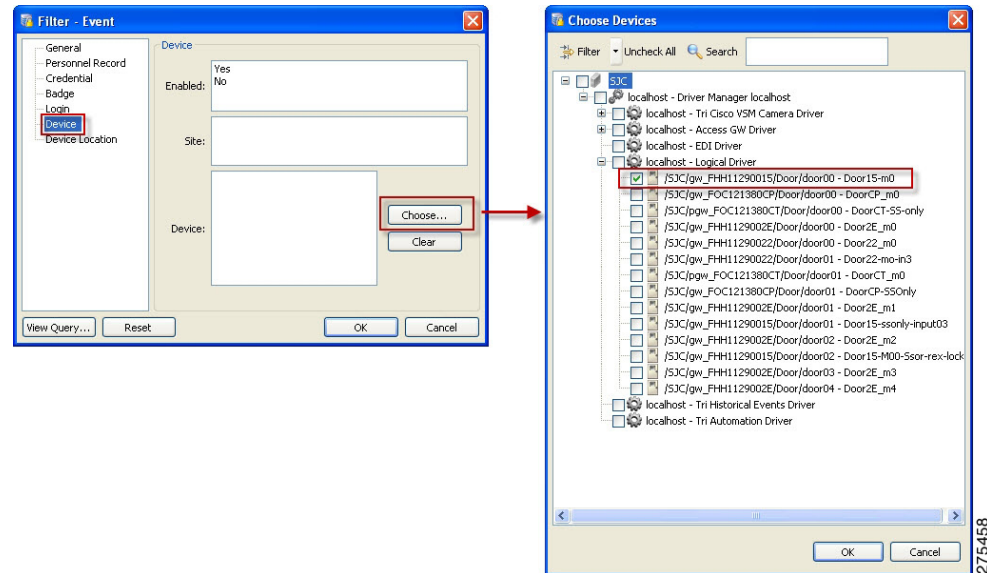 Filter - Event
General
Personnel Record
Credential
Badge
Login
Device
Device Location
Device
Enabled:
Yes
No
Site:
Device:
Choose...
Clear
View Query...
Reset
OK
Cancel
Choose Devices
Filter
Uncheck All
Search
SJC
localhost - Driver Manager localhost
localhost - Tri Cisco VSM Camera Driver
localhost - Access GW Driver
localhost - EDI Driver
localhost - Logical Driver
/SJC/gw_FHH11290015/Door/door00 - Door15-m0
/SJC/gw_FOC121380CP/Door/door00 - DoorCP_m0
/SJC/pgw_FOC121380CT/Door/door00 - DoorCT-SS-only
/SJC/gw_FHH1129002E/Door/door00 - Door2E_m0
/SJC/gw_FHH11290022/Door/door00 - Door22_m0
/SJC/gw_FHH11290022/Door/door01 - Door22-mo-in3
/SJC/pgw_FOC121380CT/Door/door01 - DoorCT_m0
/SJC/gw_FOC121380CP/Door/door01 - DoorCP-SSOnly
/SJC/gw_FHH1129002E/Door/door01 - Door2E_m1
/SJC/gw_FHH11290015/Door/door01 - Door15-ssonly-input03
/SJC/gw_FHH1129002E/Door/door02 - Door2E_m2
/SJC/gw_FHH11290015/Door/door02 - Door15-M00-Ssor-rex-lock
/SJC/gw_FHH1129002E/Door/door03 - Door2E_m3
/SJC/gw_FHH1129002E/Door/door04 - Door2E_m4
localhost - Tri Historical Events Driver
localhost - Tri Automation Driver
OK
Cancel
275458